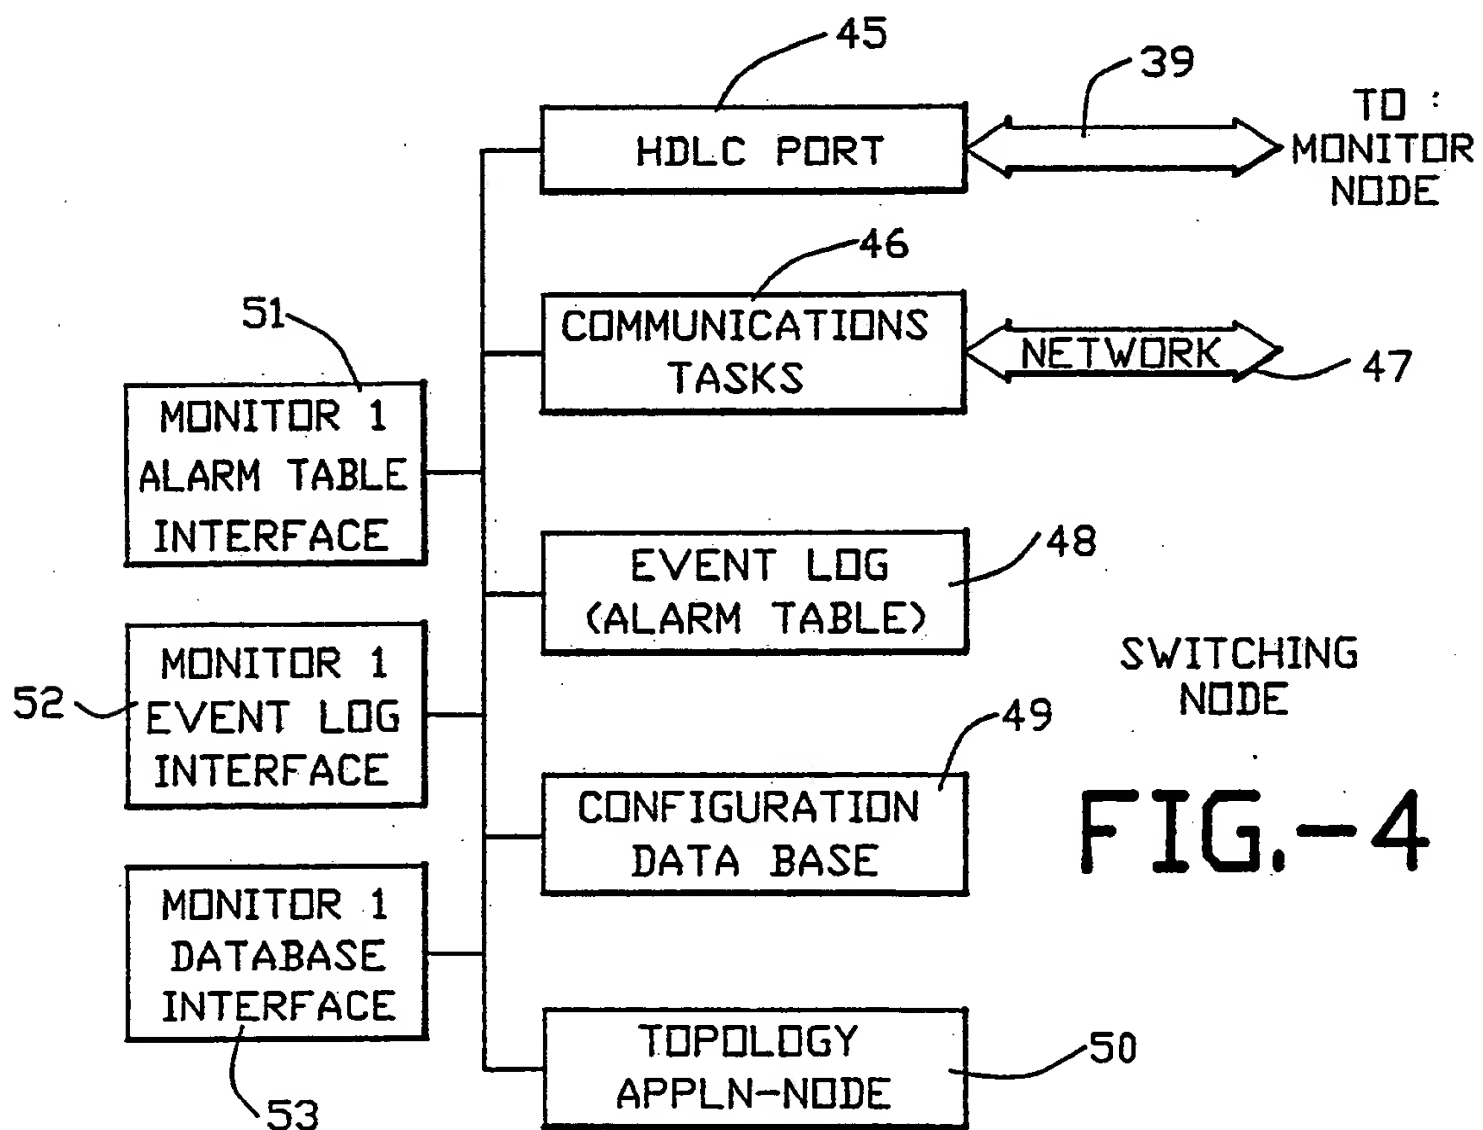 45
39
HDLC PORT
TO
MONITOR
NODE
46
COMMUNICATIONS
TASKS
NETWORK
47
51
MONITOR 1
ALARM TABLE
INTERFACE
48
EVENT LOG
(ALARM TABLE)
52
MONITOR 1
EVENT LOG
INTERFACE
SWITCHING
NODE
49
CONFIGURATION
DATA BASE
FIG.-4
MONITOR 1
DATABASE
INTERFACE
53
TOPOLOGY
APPLN-NODE
50